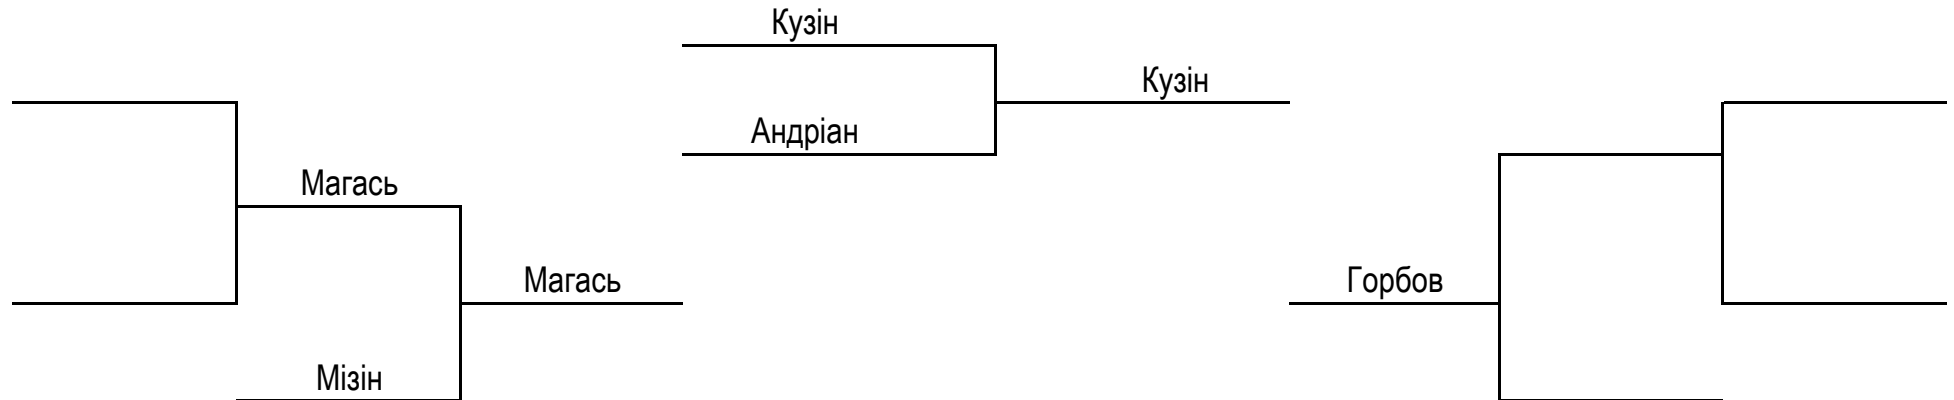 Кузін
Кузін
Андріан
Магась
Магась
Горбов
Мізін